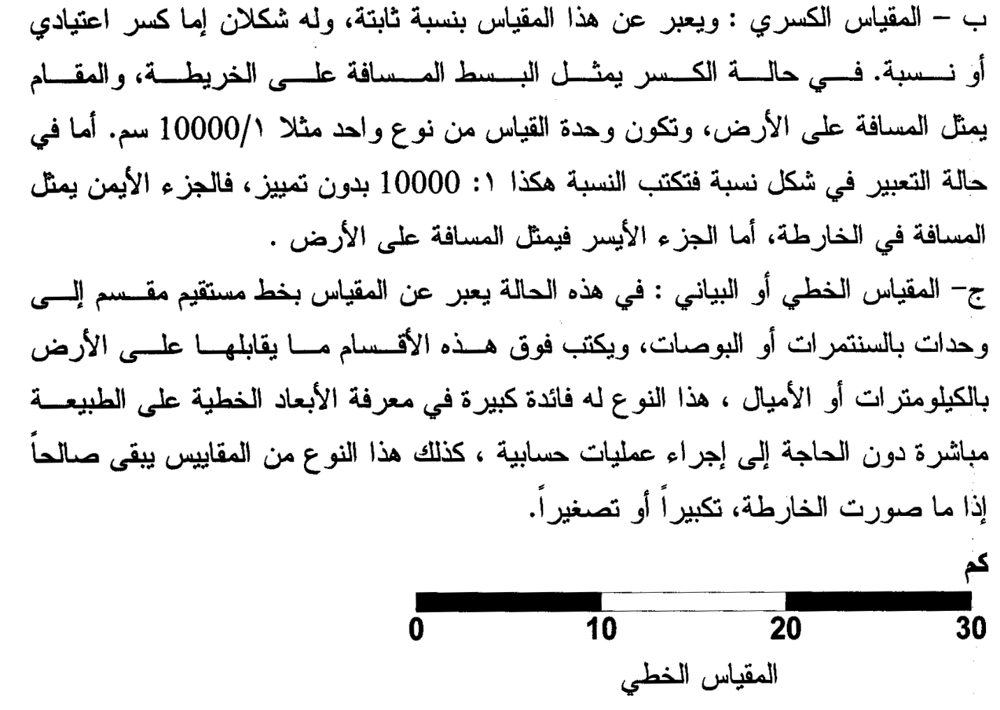 ب – المقياس الكسري : ويعبر عن هذا المقياس بنسبة ثابتة، وله شكلان إما كسر اعتيادي
أو نسبة. في حالة الكسر يمثل البسط المسافة على الخريطة، والمقام
يمثل المسافة على الأرض، وتكون وحدة القياس من نوع واحد مثلا ١/10000 سم. أما في
حالة التعبير في شكل نسبة فتكتب النسبة هكذا ١: 10000 بدون تمييز، فالجزء الأيمن يمثل
المسافة في الخارطة، أما الجزء الأيسر فيمثل المسافة على الأرض .
ج– المقياس الخطي أو البياني : في هذه الحالة يعبر عن المقياس بخط مستقيم مقسم إلى
وحدات بالسنتمرات أو البوصات، ويكتب فوق هذه الأقسام ما يقابلها على الأرض
بالكيلومترات أو الأميال ، هذا النوع له فائدة كبيرة في معرفة الأبعاد الخطية على الطبيعة
مباشرة دون الحاجة إلى إجراء عمليات حسابية ، كذلك هذا النوع من المقاييس يبقى صالحاً
إذا ما صورت الخارطة، تكبيراً أو تصغيراً.
كم
0 10 20 30
المقياس الخطي